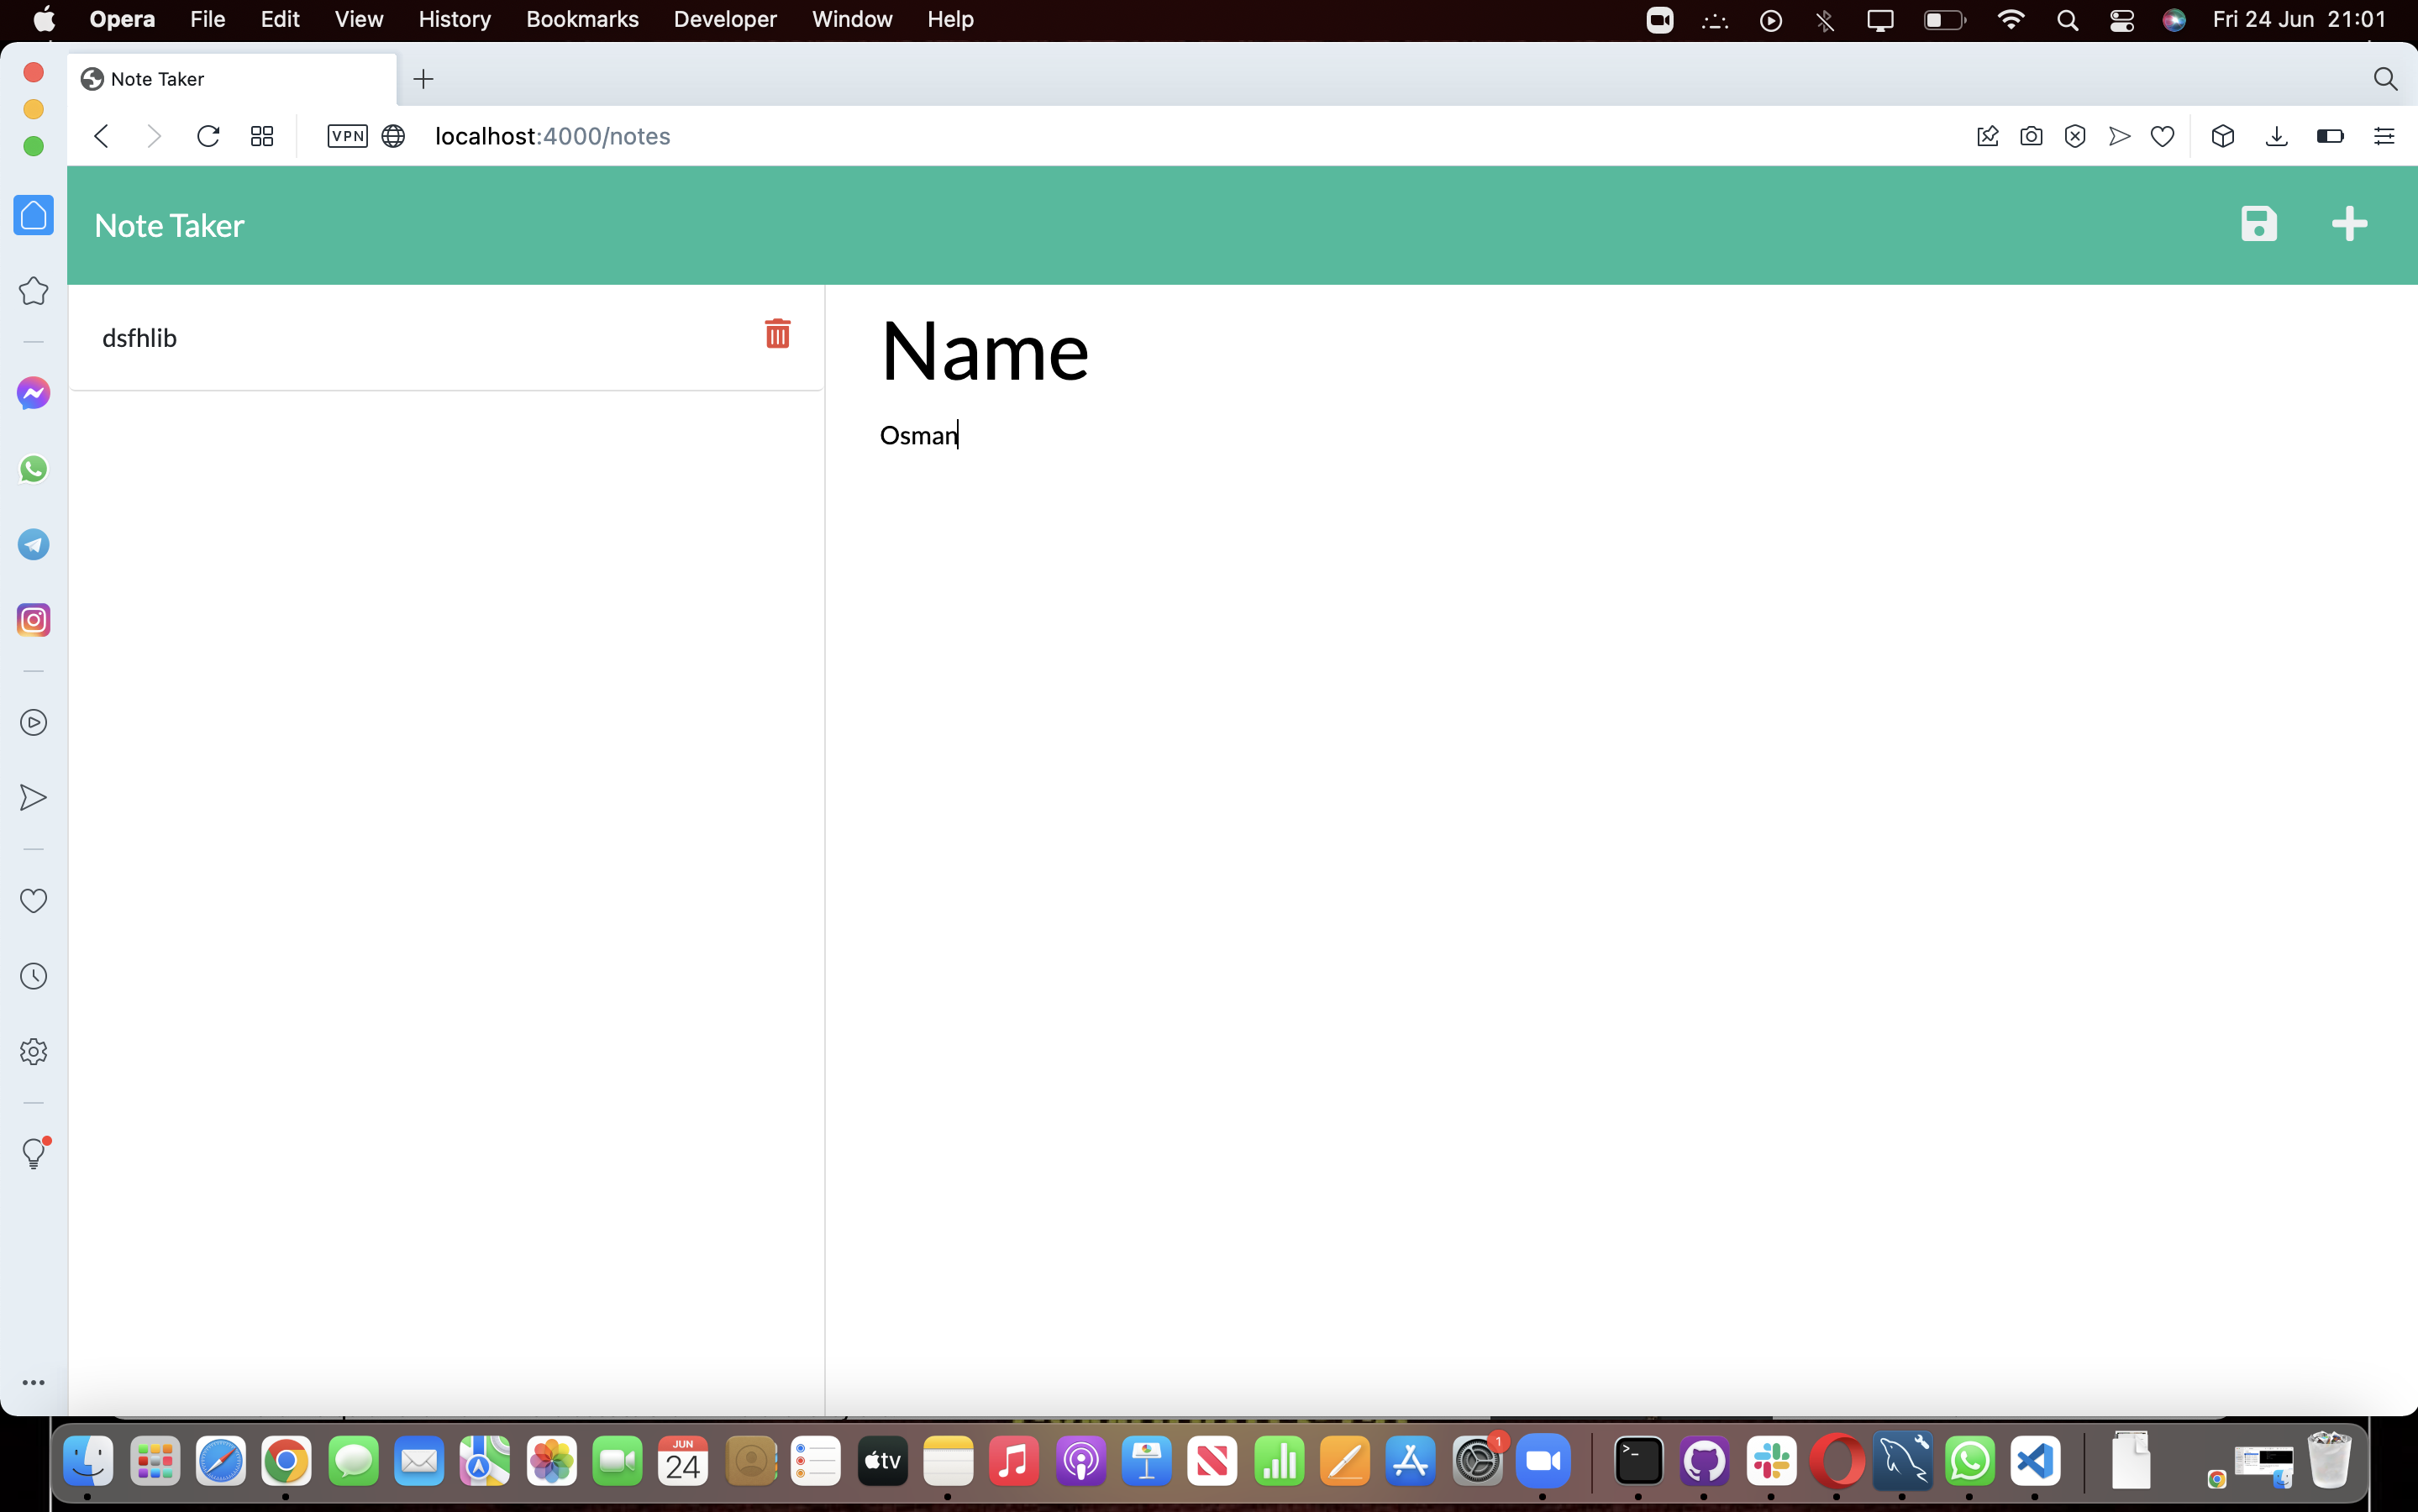 Opera File Edit View History Bookmarks Developer Window Help Fri 24 Jun 21:01
Note Taker
VPN localhost:4000/notes
Note Taker
dsfhlib
Name
Osman
JUN
24
tv
1
>_